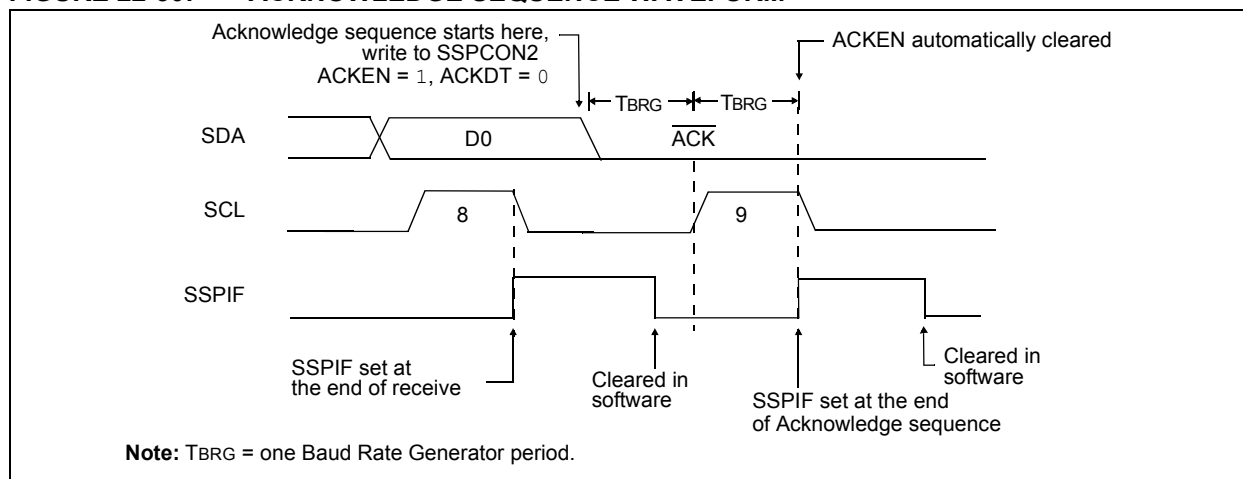 Acknowledge sequence starts here,
write to SSPCON2
ACKEN = 1, ACKDT = 0
ACKEN automatically cleared
TBRG
TBRG
SDA
D0
ACK
SCL
8
9
SSPIF
SSPIF set at
the end of receive
Cleared in
software
SSPIF set at the end
of Acknowledge sequence
Cleared in
software
Note: TBRG = one Baud Rate Generator period.